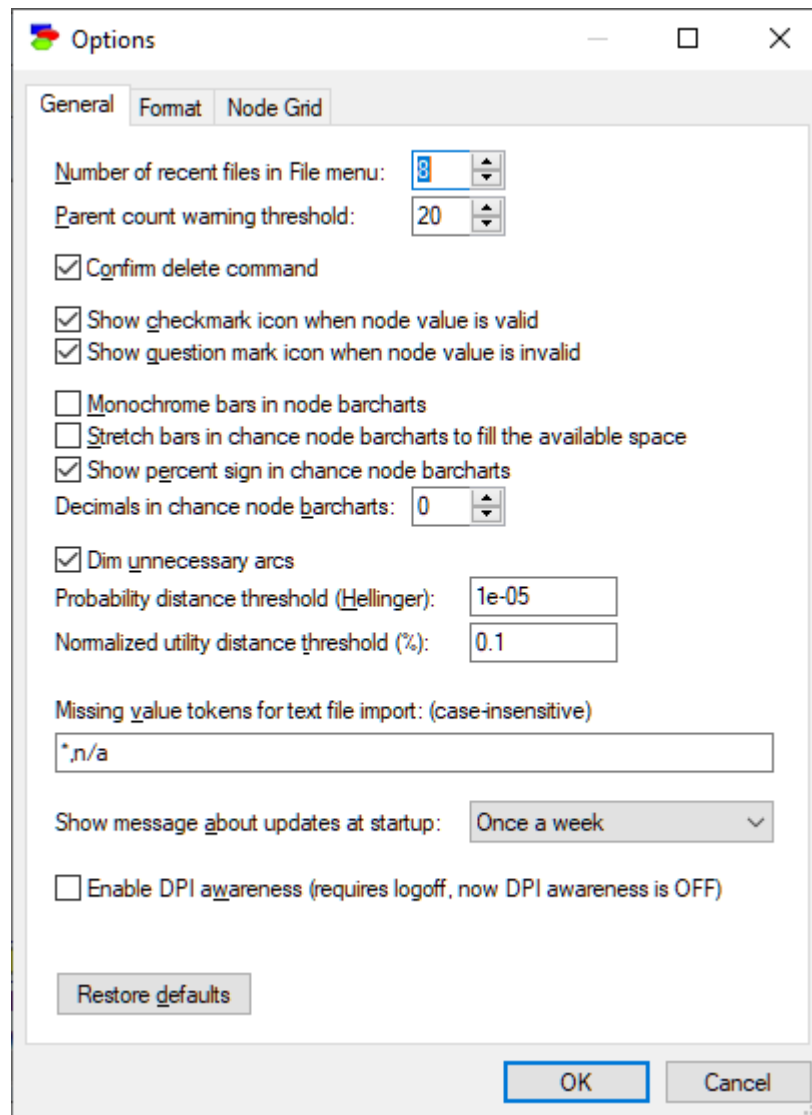 Options
General Format Node Grid
Number of recent files in File menu: 8
Parent count warning threshold: 20
Confirm delete command
Show checkmark icon when node value is valid
Show question mark icon when node value is invalid
Monochrome bars in node barcharts
Stretch bars in chance node barcharts to fill the available space
Show percent sign in chance node barcharts
Decimals in chance node barcharts: 0
Dim unnecessary arcs
Probability distance threshold (Hellinger): 1e-05
Normalized utility distance threshold (%): 0.1
Missing value tokens for text file import: (case-insensitive)
*,n/a
Show message about updates at startup: Once a week
Enable DPI awareness (requires logoff, now DPI awareness is OFF)
Restore defaults
OK Cancel